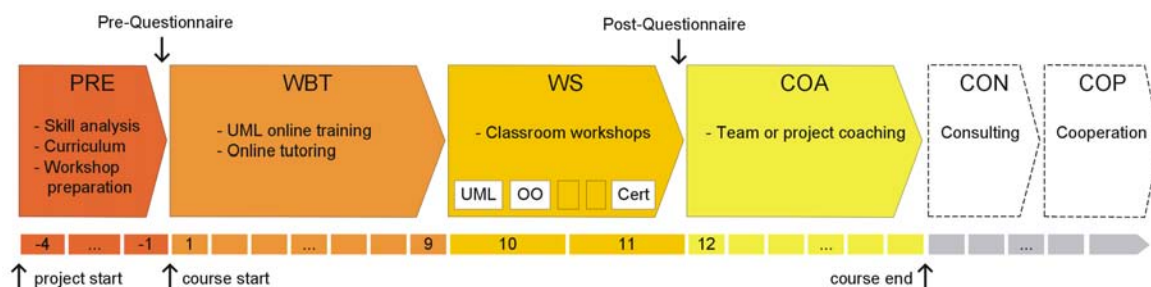 Pre-Questionnaire
Post-Questionnaire
PRE
- Skill analysis
- Curriculum
- Workshop
preparation
WBT
- UML online training
- Online tutoring
WS
- Classroom workshops
UML OO Cert
COA
- Team or project coaching
CON
Consulting
COP
Cooperation
-4 ... -1 1 ... 9 10 11 12 ... ...
project start
course start
course end